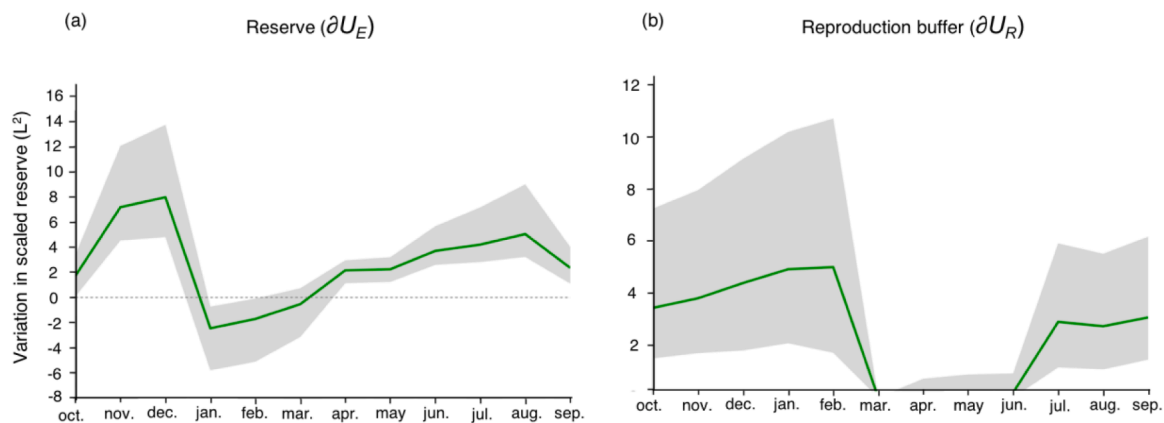 (a)
Reserve (∂U_E)
Variation in scaled reserve (L²)
16
14
12
10
8
6
4
2
0
-2
-4
-6
-8
oct. nov. dec. jan. feb. mar. apr. may jun. jul. aug. sep.
(b)
Reproduction buffer (∂U_R)
12
10
8
6
4
2
oct. nov. dec. jan. feb. mar. apr. may jun. jul. aug. sep.